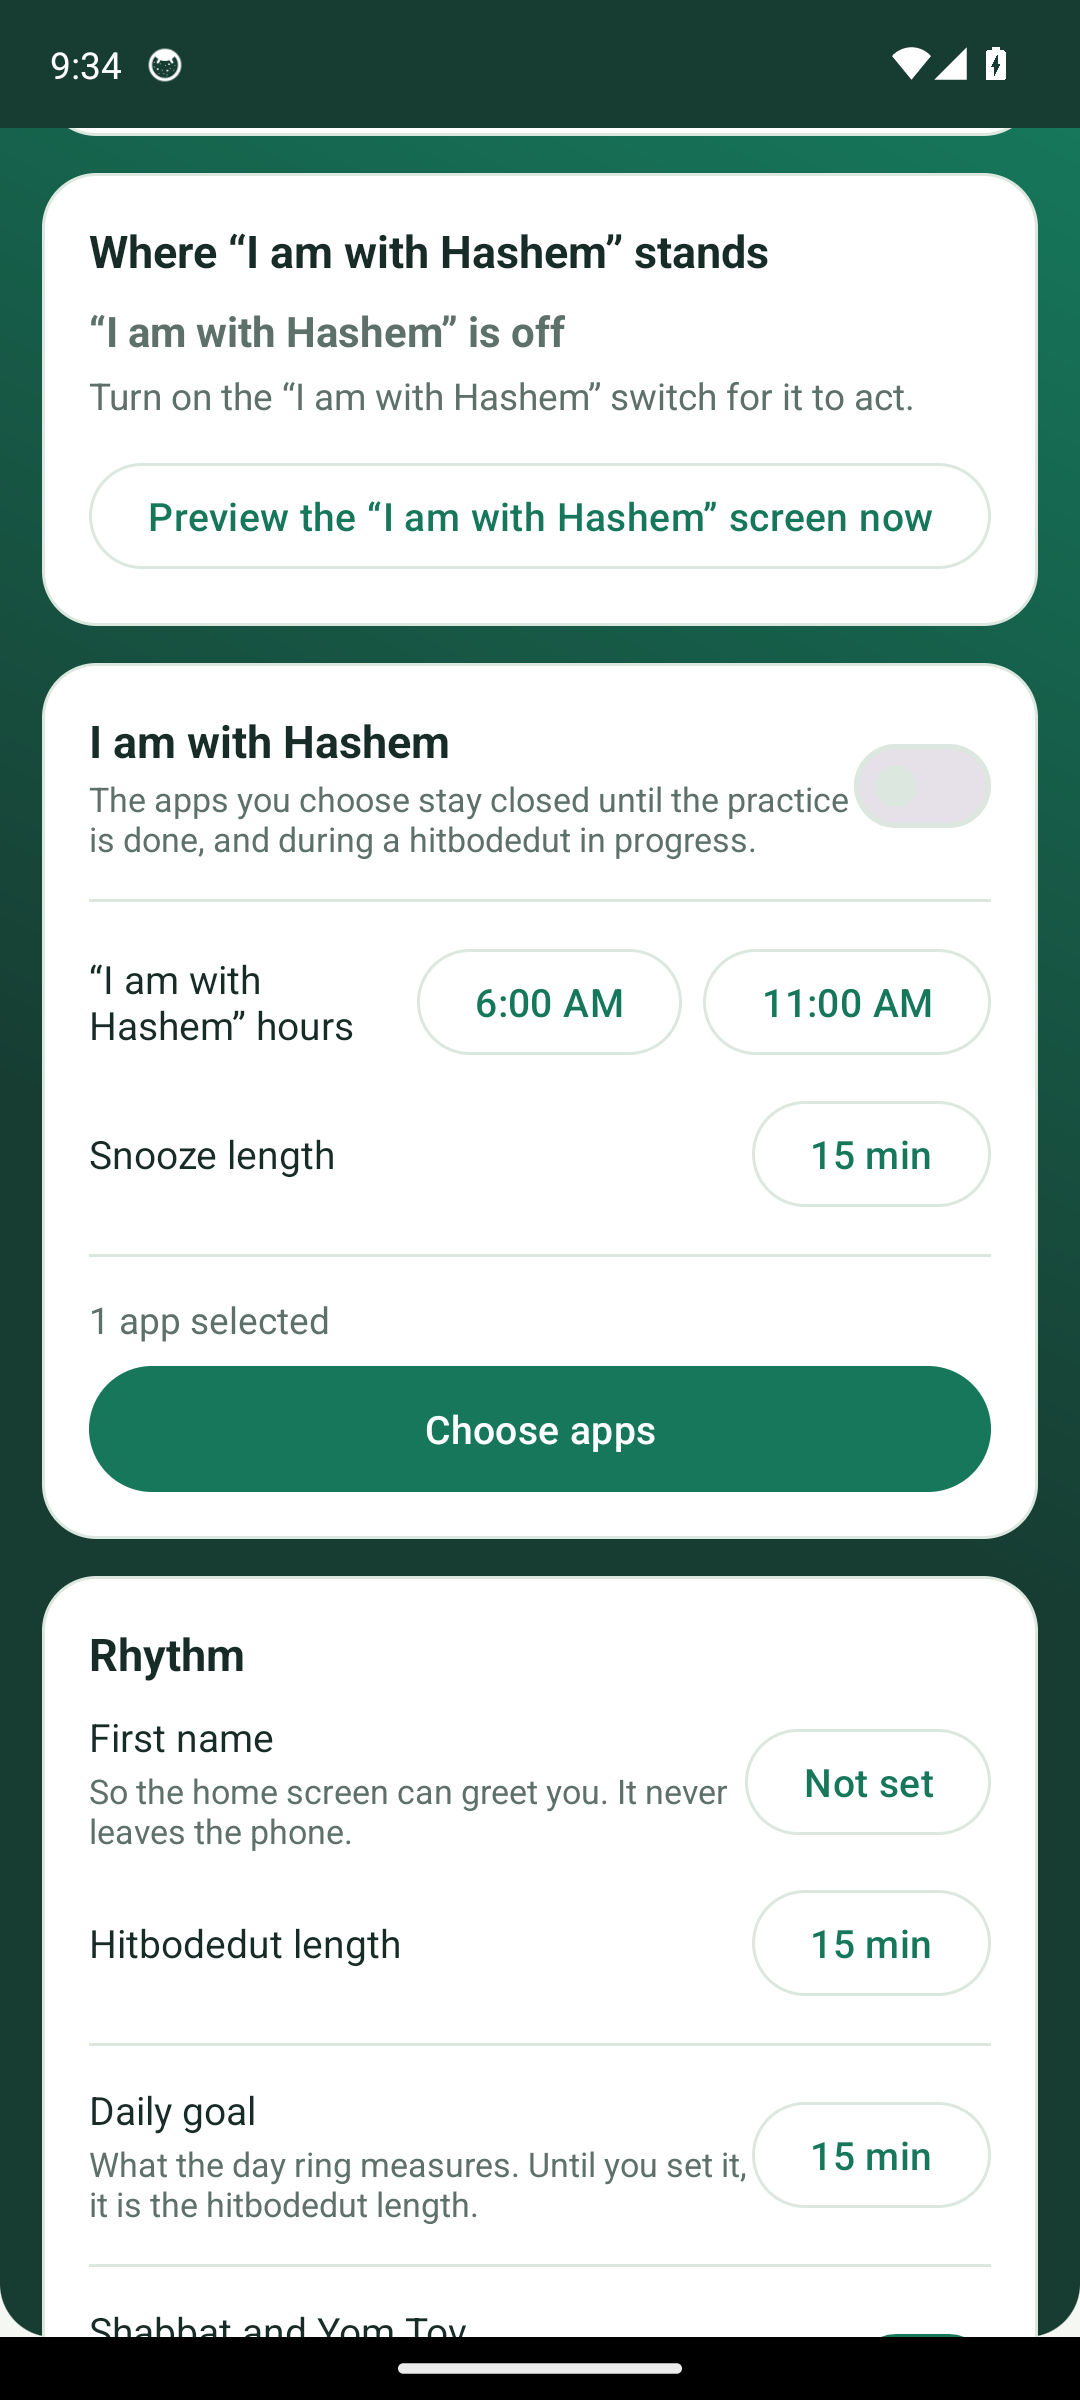 9:34
Where “I am with Hashem” stands
“I am with Hashem” is off
Turn on the “I am with Hashem” switch for it to act.
Preview the “I am with Hashem” screen now
I am with Hashem
The apps you choose stay closed until the practice
is done, and during a hitbodedut in progress.
“I am with
Hashem” hours
6:00 AM
11:00 AM
Snooze length
15 min
1 app selected
Choose apps
Rhythm
First name
So the home screen can greet you. It never
leaves the phone.
Not set
Hitbodedut length
15 min
Daily goal
What the day ring measures. Until you set it,
it is the hitbodedut length.
15 min
Shabbat and Yom Tov